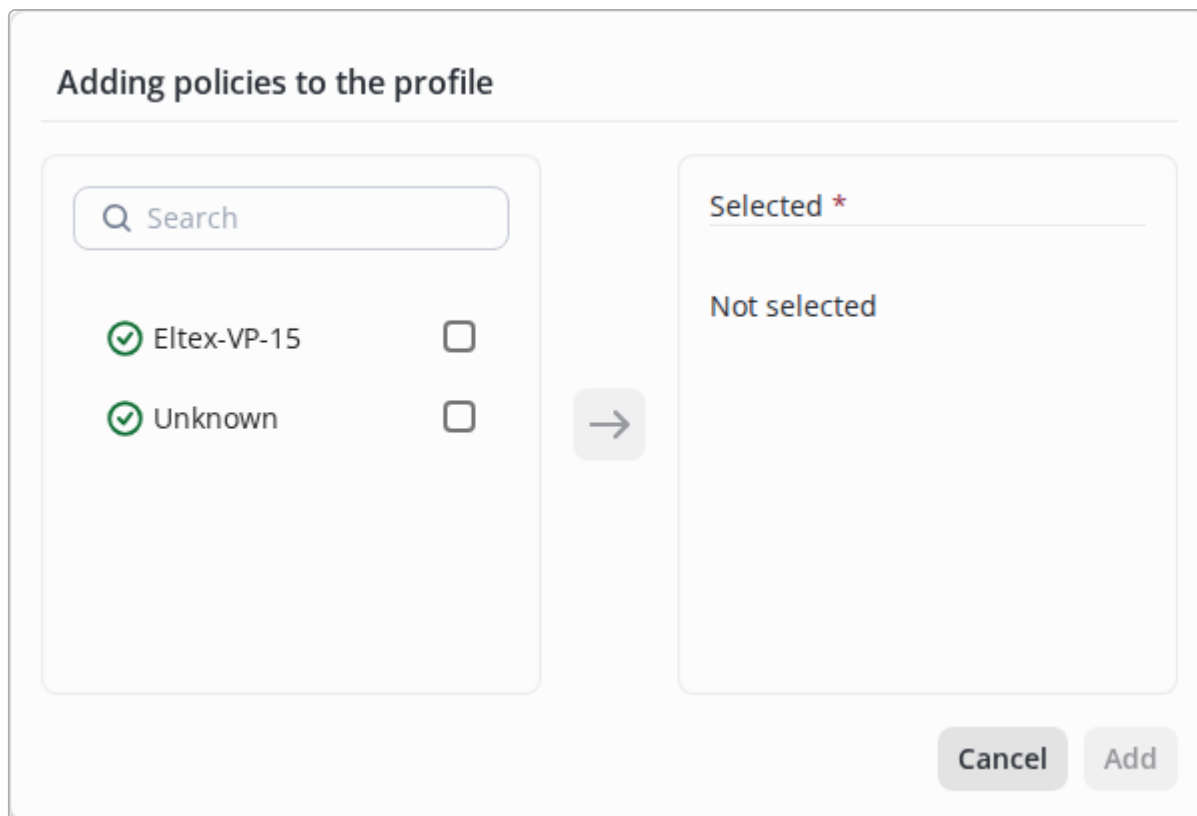 Adding policies to the profile
Search
Eltex-VP-15
Unknown
Selected *
Not selected
Cancel
Add